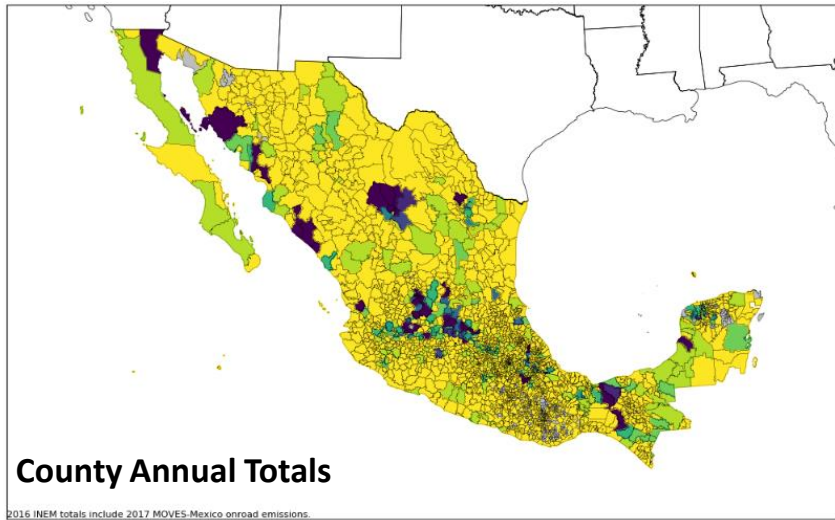 County Annual Totals
2016 INEM totals include 2017 MOVES-Mexico onroad emissions.